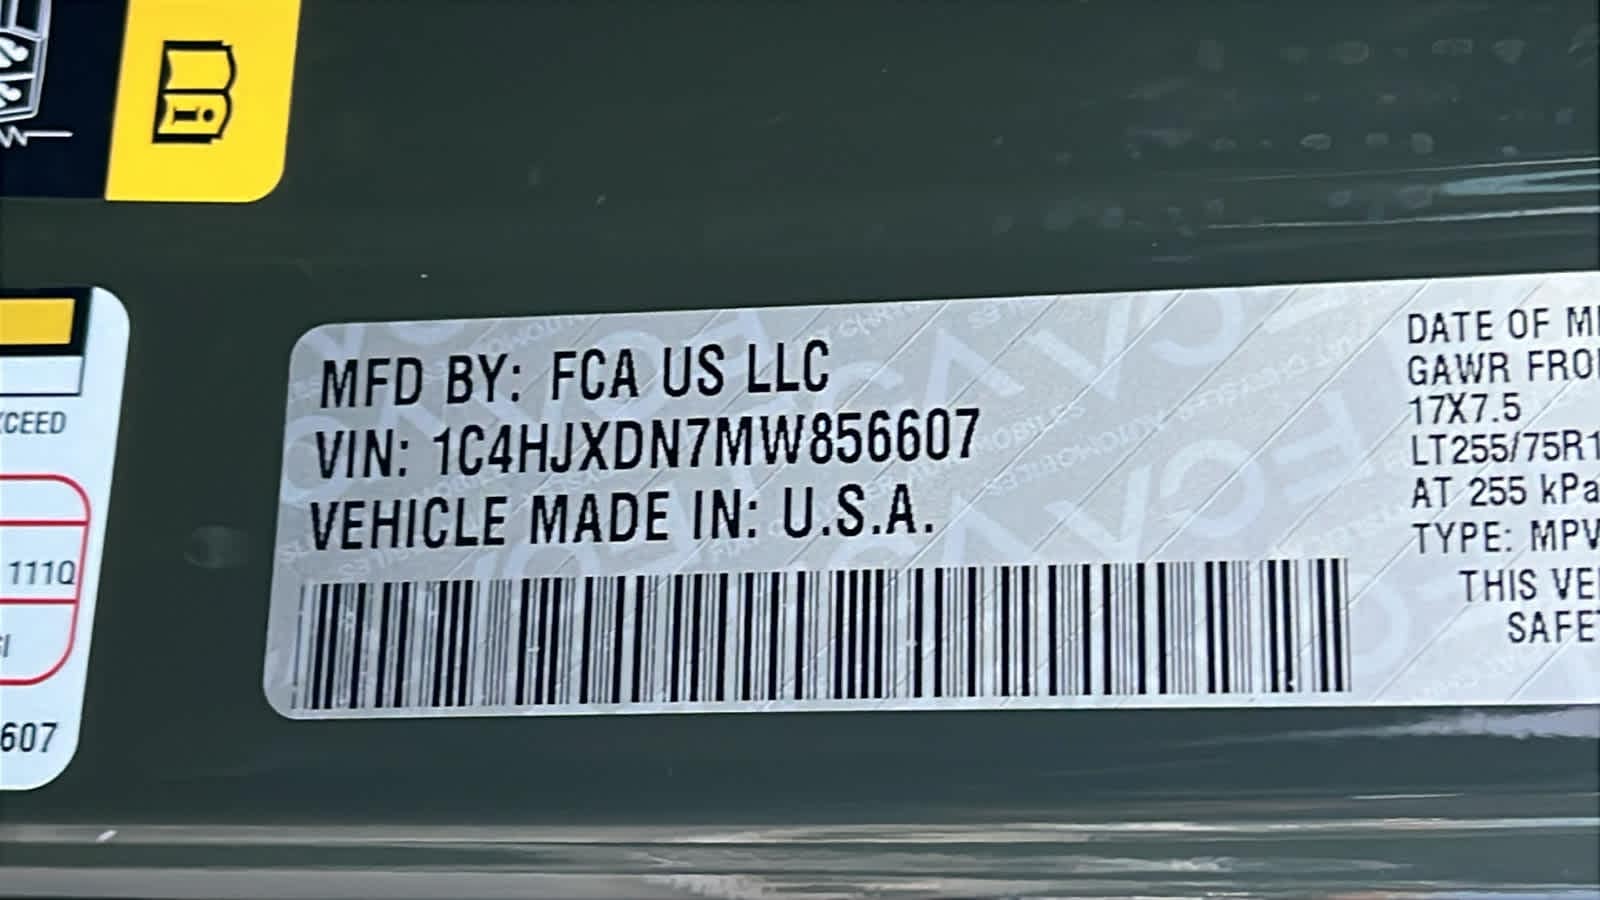 MFD BY: FCA US LLC
VIN: 1C4HJXDN7MW856607
VEHICLE MADE IN: U.S.A.
DATE OF M
GAWR FRO
17X7.5
LT255/75R1
AT 255 kPa
TYPE: MPV
THIS VE
SAFE
XCEED
111Q
607